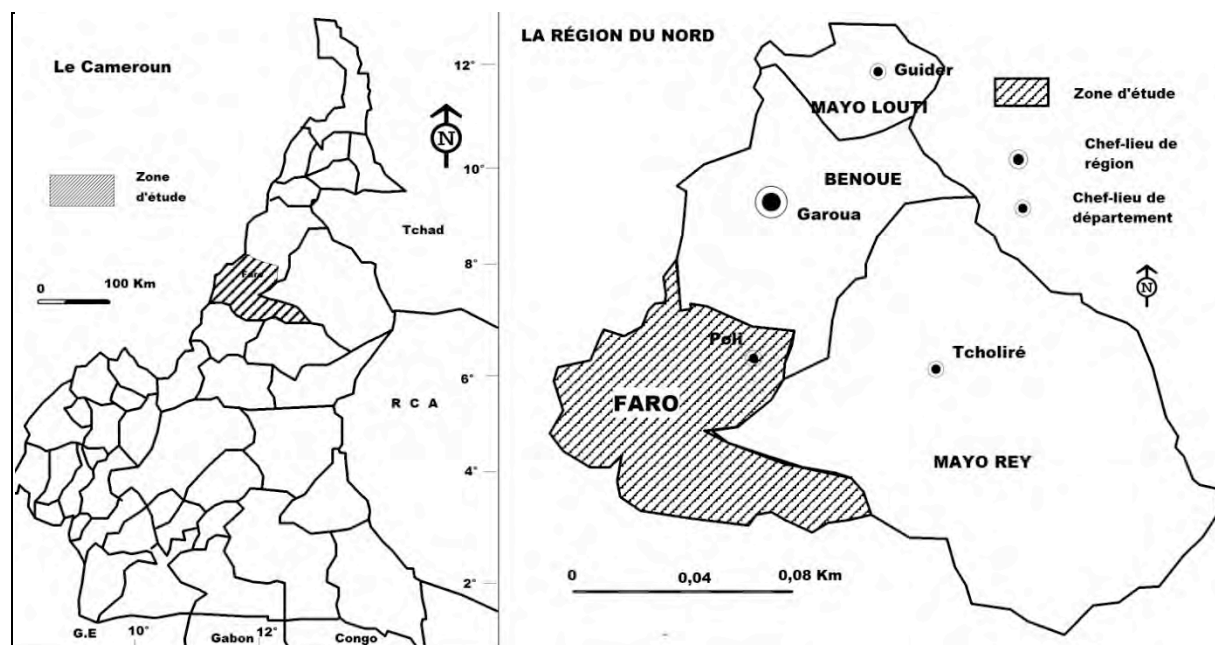 Le Cameroun
Zone
d'étude
0
100 Km
N
12°
10°
8°
6°
4°
2°
Tchad
Faro
R C A
G.E
10°
Gabon
12°
Congo
LA RÉGION DU NORD
Guider
MAYO LOUTI
BENOUE
Garoua
Poli
FARO
Tcholiré
MAYO REY
Zone d'étude
Chef-lieu de
région
Chef-lieu de
département
N
0
0,04
0,08 Km